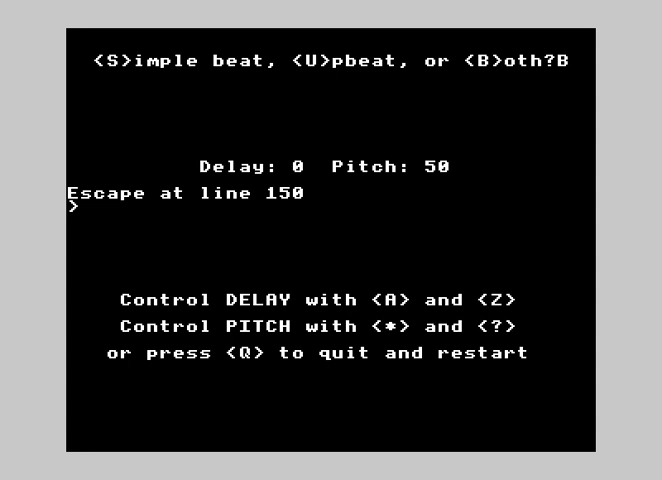 <S>imple beat, <U>pbeat, or <B>oth?B
Delay: 0  Pitch: 50
Escape at line 150
>
Control DELAY with <A> and <Z>
Control PITCH with <*> and <?>
or press <Q> to quit and restart